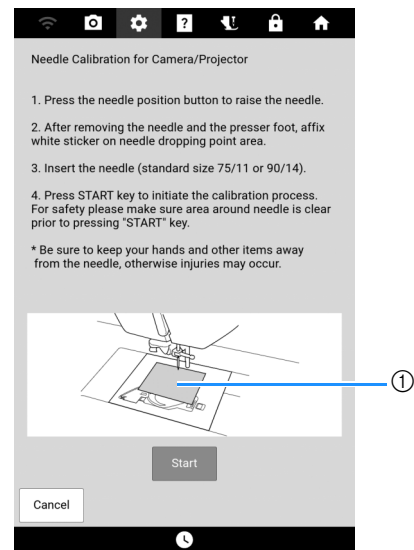 ?
Needle Calibration for Camera/Projector
1. Press the needle position button to raise the needle.
2. After removing the needle and the presser foot, affix
white sticker on needle dropping point area.
3. Insert the needle (standard size 75/11 or 90/14).
4. Press START key to initiate the calibration process.
For safety please make sure area around needle is clear
prior to pressing "START" key.
* Be sure to keep your hands and other items away
from the needle, otherwise injuries may occur.
①
Start
Cancel